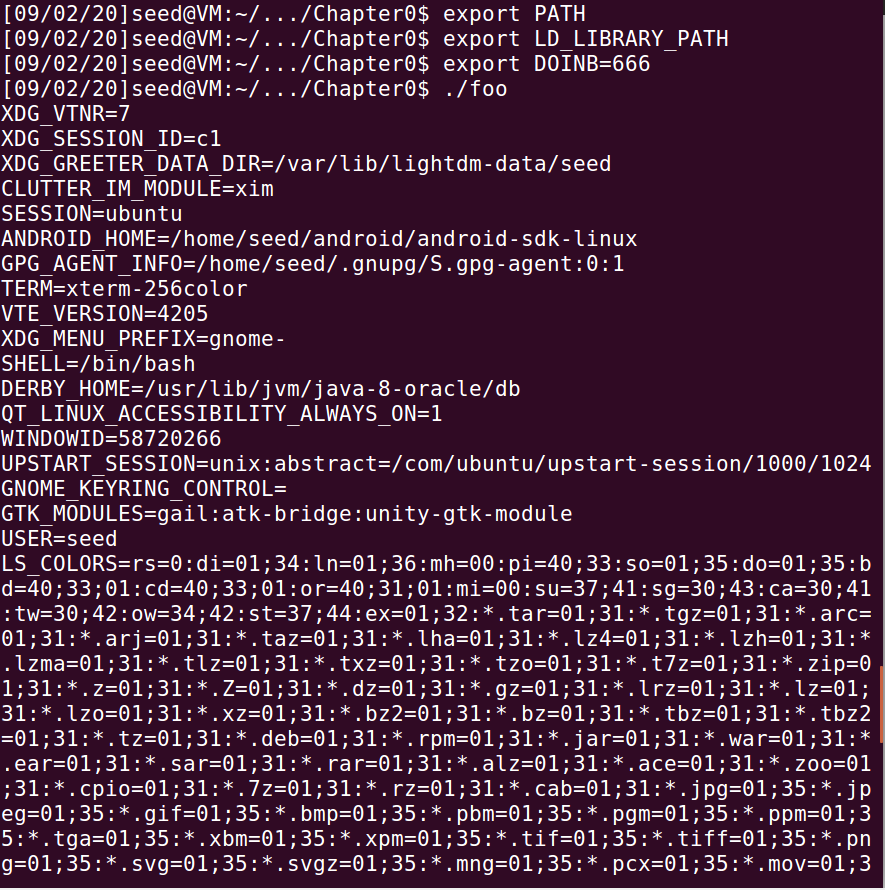 [09/02/20]seed@VM:~/.../Chapter0$ export PATH
[09/02/20]seed@VM:~/.../Chapter0$ export LD_LIBRARY_PATH
[09/02/20]seed@VM:~/.../Chapter0$ export DOINB=666
[09/02/20]seed@VM:~/.../Chapter0$ ./foo
XDG_VTNR=7
XDG_SESSION_ID=c1
XDG_GREETER_DATA_DIR=/var/lib/lightdm-data/seed
CLUTTER_IM_MODULE=xim
SESSION=ubuntu
ANDROID_HOME=/home/seed/android/android-sdk-linux
GPG_AGENT_INFO=/home/seed/.gnupg/S.gpg-agent:0:1
TERM=xterm-256color
VTE_VERSION=4205
XDG_MENU_PREFIX=gnome-
SHELL=/bin/bash
DERBY_HOME=/usr/lib/jvm/java-8-oracle/db
QT_LINUX_ACCESSIBILITY_ALWAYS_ON=1
WINDOWID=58720266
UPSTART_SESSION=unix:abstract=/com/ubuntu/upstart-session/1000/1024
GNOME_KEYRING_CONTROL=
GTK_MODULES=gail:atk-bridge:unity-gtk-module
USER=seed
LS_COLORS=rs=0:di=01;34:ln=01;36:mh=00:pi=40;33:so=01;35:do=01;35:b
d=40;33;01:cd=40;33;01:or=40;31;01:mi=00:su=37;41:sg=30;43:ca=30;41
:tw=30;42:ow=34;42:st=37;44:ex=01;32:*.tar=01;31:*.tgz=01;31:*.arc=
01;31:*.arj=01;31:*.taz=01;31:*.lha=01;31:*.lz4=01;31:*.lzh=01;31:*
.lzma=01;31:*.tlz=01;31:*.txz=01;31:*.tzo=01;31:*.t7z=01;31:*.zip=0
1;31:*.z=01;31:*.Z=01;31:*.dz=01;31:*.gz=01;31:*.lrz=01;31:*.lz=01;
31:*.lzo=01;31:*.xz=01;31:*.bz2=01;31:*.bz=01;31:*.tbz=01;31:*.tbz2
=01;31:*.tz=01;31:*.deb=01;31:*.rpm=01;31:*.jar=01;31:*.war=01;31:*
.ear=01;31:*.sar=01;31:*.rar=01;31:*.alz=01;31:*.ace=01;31:*.zoo=01
;31:*.cpio=01;31:*.7z=01;31:*.rz=01;31:*.cab=01;31:*.jpg=01;35:*.jp
eg=01;35:*.gif=01;35:*.bmp=01;35:*.pbm=01;35:*.pgm=01;35:*.ppm=01;3
5:*.tga=01;35:*.xbm=01;35:*.xpm=01;35:*.tif=01;35:*.tiff=01;35:*.pn
g=01;35:*.svg=01;35:*.svgz=01;35:*.mng=01;35:*.pcx=01;35:*.mov=01;3